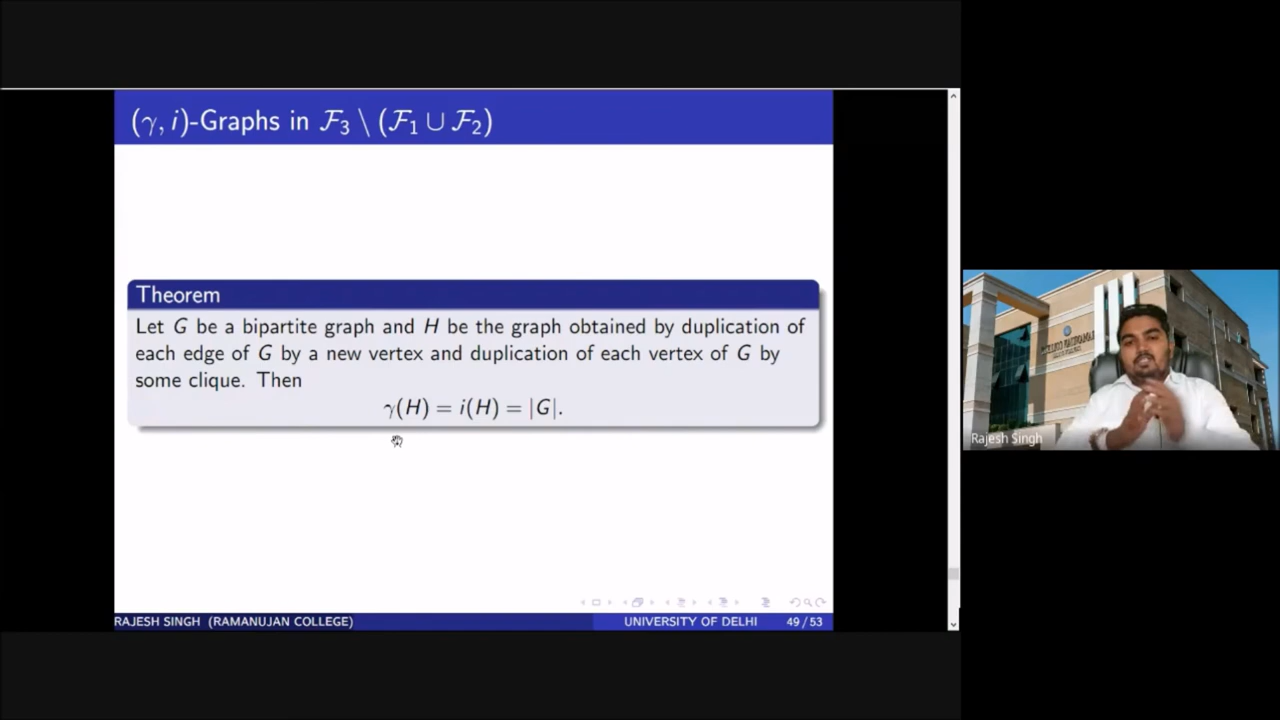 (γ, i)-Graphs in ℱ₃ \ (ℱ₁ ∪ ℱ₂)
Theorem
Let G be a bipartite graph and H be the graph obtained by duplication of
each edge of G by a new vertex and duplication of each vertex of G by
some clique. Then
γ(H) = i(H) = |G|.
Rajesh Singh
RAJESH SINGH (RAMANUJAN COLLEGE)
UNIVERSITY OF DELHI 49 / 53